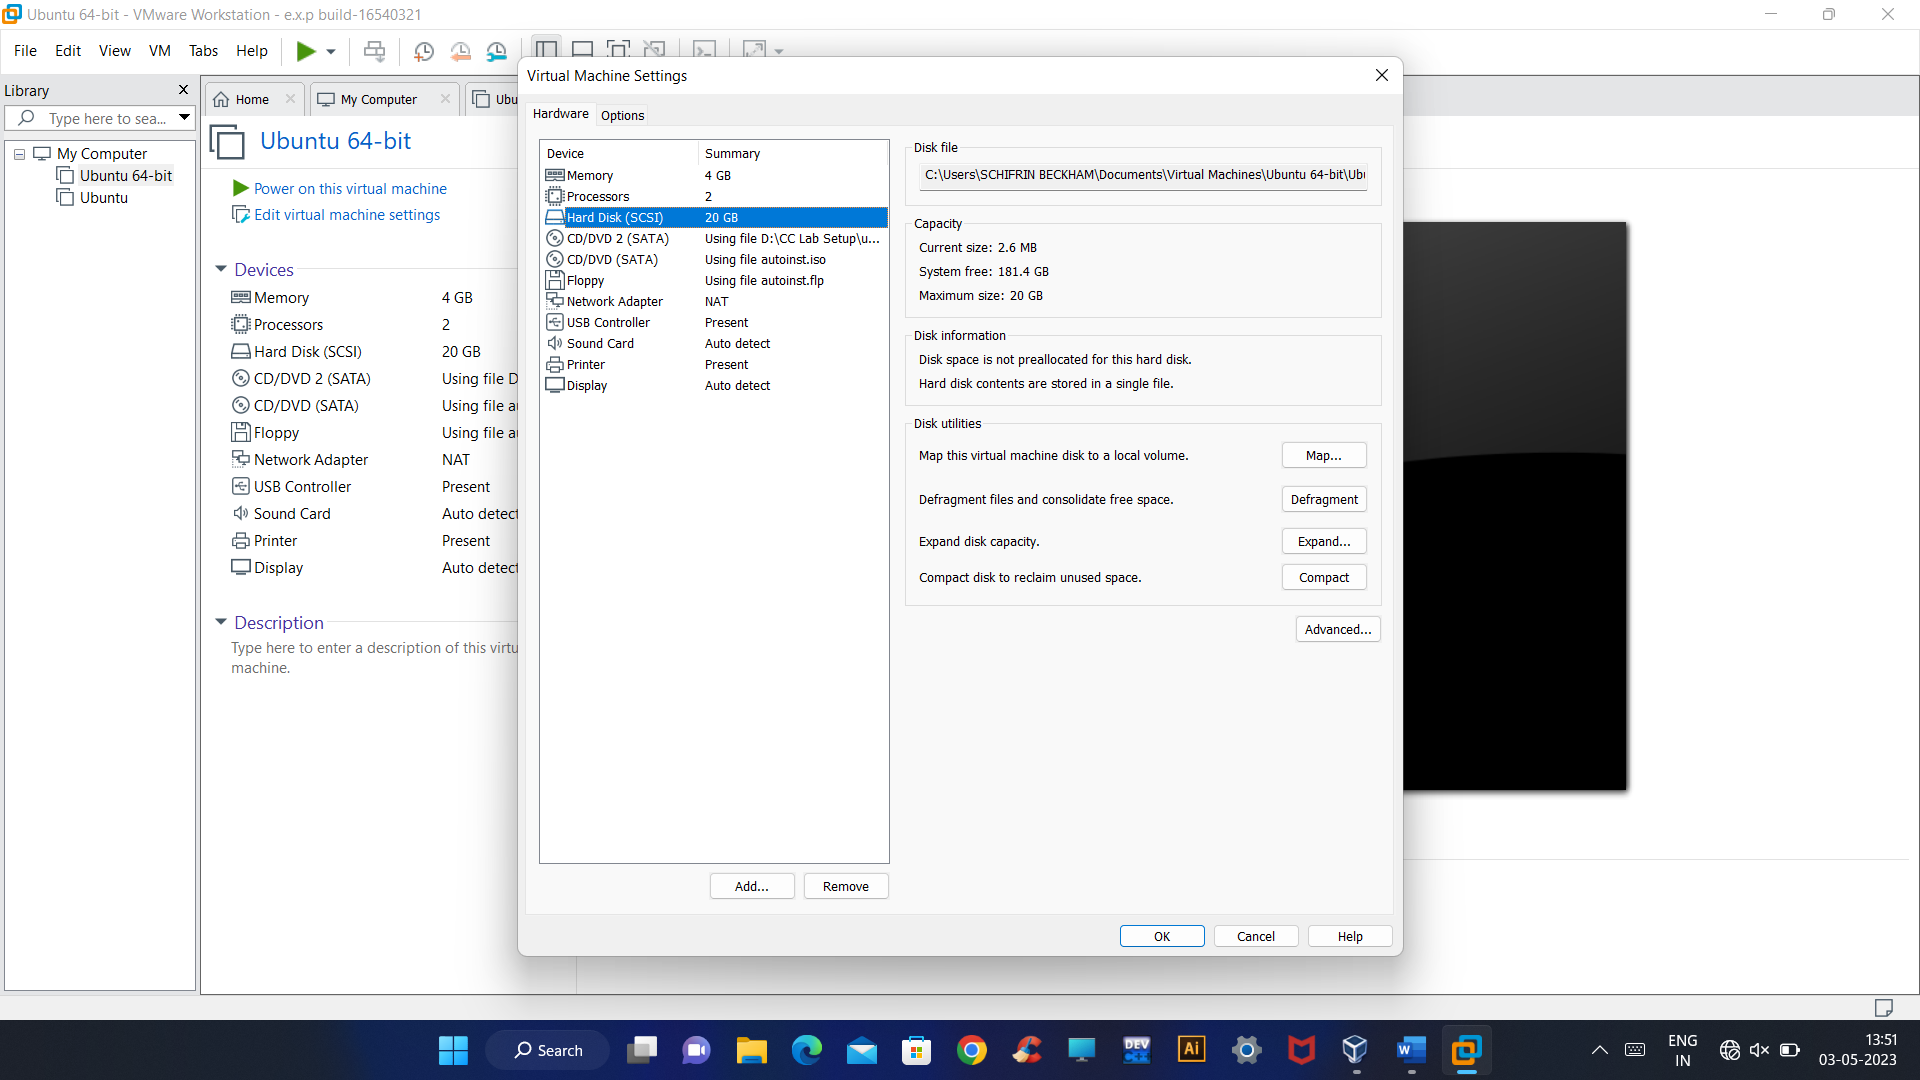 Ubuntu 64-bit - VMware Workstation - e.x.p build-16540321
File Edit View VM Tabs Help
Library
Type here to sea...
My Computer
Ubuntu 64-bit
Ubuntu
Home
My Computer
Ubu
Ubuntu 64-bit
Power on this virtual machine
Edit virtual machine settings
Devices
Memory 4 GB
Processors 2
Hard Disk (SCSI) 20 GB
CD/DVD 2 (SATA) Using file D
CD/DVD (SATA) Using file a
Floppy Using file a
Network Adapter NAT
USB Controller Present
Sound Card Auto detect
Printer Present
Display Auto detect
Description
Type here to enter a description of this virtu
machine.
Virtual Machine Settings
Hardware Options
Device Summary
Memory 4 GB
Processors 2
Hard Disk (SCSI) 20 GB
CD/DVD 2 (SATA) Using file D:\CC Lab Setup\u...
CD/DVD (SATA) Using file autoinst.iso
Floppy Using file autoinst.flp
Network Adapter NAT
USB Controller Present
Sound Card Auto detect
Printer Present
Display Auto detect
Add... Remove
Disk file
C:\Users\SCHIFRIN BECKHAM\Documents\Virtual Machines\Ubuntu 64-bit\Ubu
Capacity
Current size: 2.6 MB
System free: 181.4 GB
Maximum size: 20 GB
Disk information
Disk space is not preallocated for this hard disk.
Hard disk contents are stored in a single file.
Disk utilities
Map this virtual machine disk to a local volume. Map...
Defragment files and consolidate free space. Defragment
Expand disk capacity. Expand...
Compact disk to reclaim unused space. Compact
Advanced...
OK Cancel Help
Search
DEV
C++
Ai
W
ENG
IN
13:51
03-05-2023